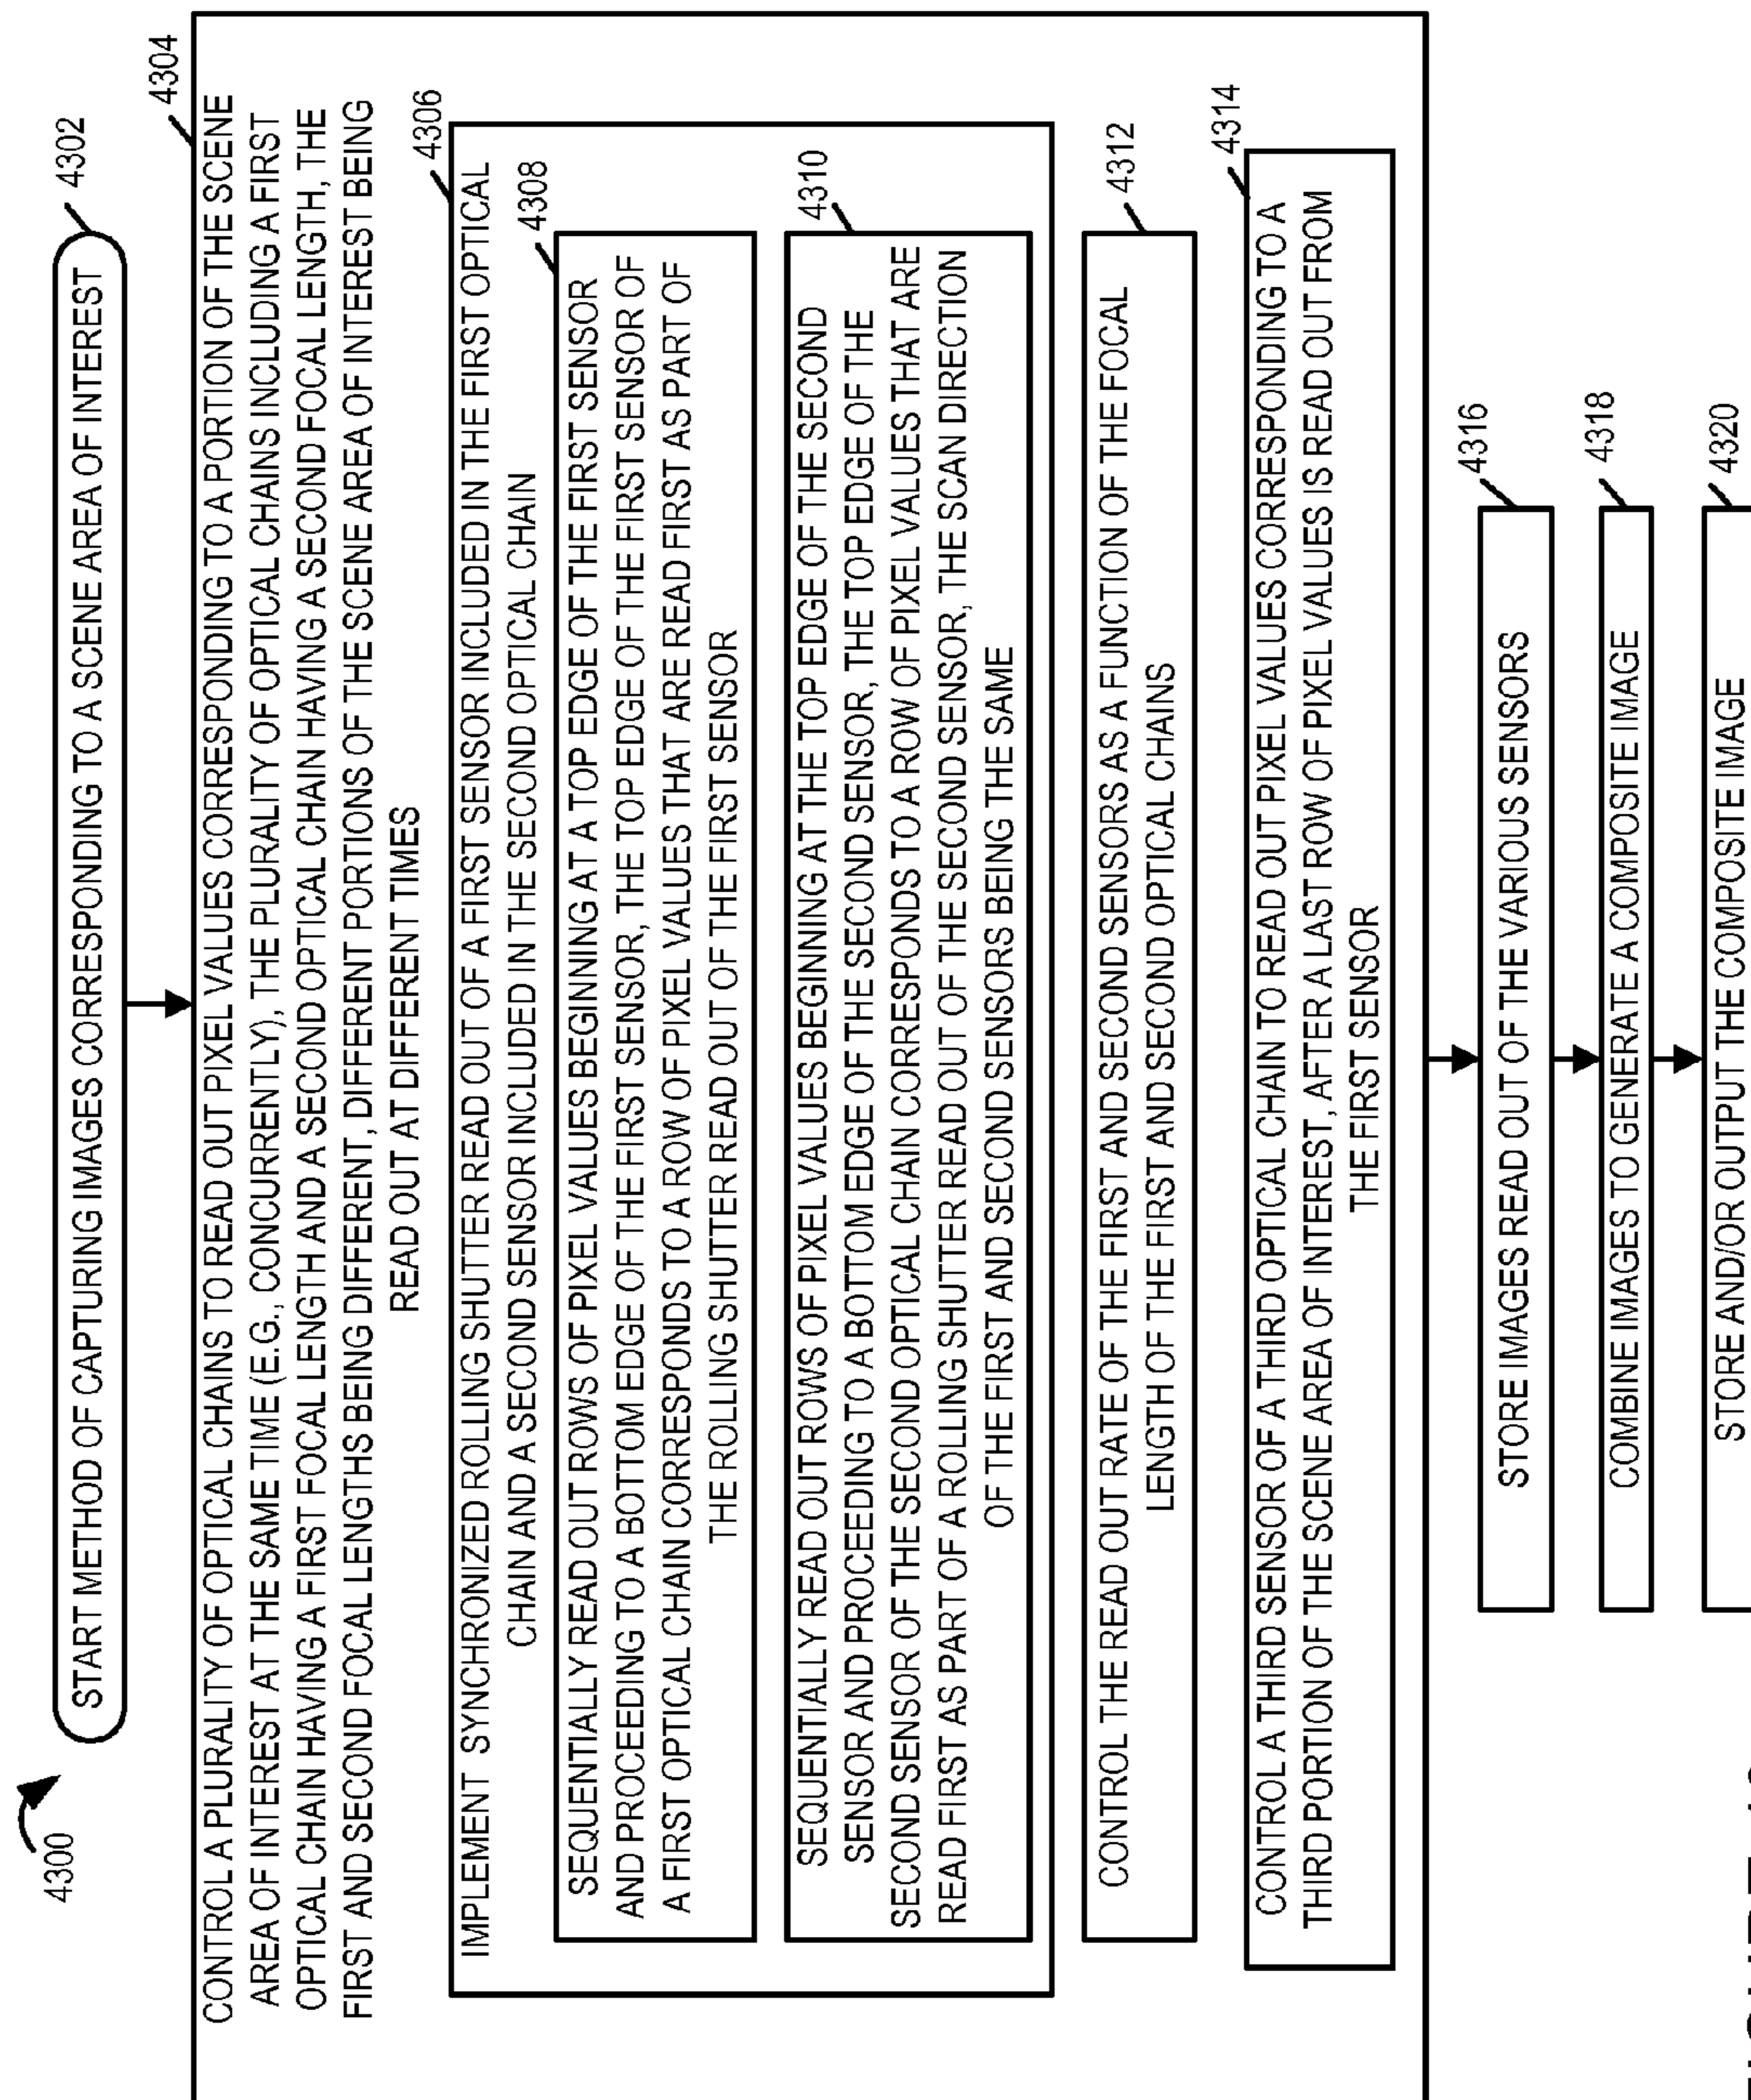 4300
START METHOD OF CAPTURING IMAGES CORRESPONDING TO A SCENE AREA OF INTEREST
4302
4304
CONTROL A PLURALITY OF OPTICAL CHAINS TO READ OUT PIXEL VALUES CORRESPONDING TO A PORTION OF THE SCENE
AREA OF INTEREST AT THE SAME TIME (E.G., CONCURRENTLY), THE PLURALITY OF OPTICAL CHAINS INCLUDING A FIRST
OPTICAL CHAIN HAVING A FIRST FOCAL LENGTH AND A SECOND OPTICAL CHAIN HAVING A SECOND FOCAL LENGTH, THE
FIRST AND SECOND FOCAL LENGTHS BEING DIFFERENT, DIFFERENT PORTIONS OF THE SCENE AREA OF INTEREST BEING
READ OUT AT DIFFERENT TIMES
4306
IMPLEMENT SYNCHRONIZED ROLLING SHUTTER READ OUT OF A FIRST SENSOR INCLUDED IN THE FIRST OPTICAL
CHAIN AND A SECOND SENSOR INCLUDED IN THE SECOND OPTICAL CHAIN
4308
SEQUENTIALLY READ OUT ROWS OF PIXEL VALUES BEGINNING AT A TOP EDGE OF THE FIRST SENSOR
AND PROCEEDING TO A BOTTOM EDGE OF THE FIRST SENSOR, THE TOP EDGE OF THE FIRST SENSOR OF
A FIRST OPTICAL CHAIN CORRESPONDS TO A ROW OF PIXEL VALUES THAT ARE READ FIRST AS PART OF
THE ROLLING SHUTTER READ OUT OF THE FIRST SENSOR
4310
SEQUENTIALLY READ OUT ROWS OF PIXEL VALUES BEGINNING AT THE TOP EDGE OF THE SECOND
SENSOR AND PROCEEDING TO A BOTTOM EDGE OF THE SECOND SENSOR, THE TOP EDGE OF THE
SECOND SENSOR OF THE SECOND OPTICAL CHAIN CORRESPONDS TO A ROW OF PIXEL VALUES THAT ARE
READ FIRST AS PART OF A ROLLING SHUTTER READ OUT OF THE SECOND SENSOR, THE SCAN DIRECTION
OF THE FIRST AND SECOND SENSORS BEING THE SAME
4312
CONTROL THE READ OUT RATE OF THE FIRST AND SECOND SENSORS AS A FUNCTION OF THE FOCAL
LENGTH OF THE FIRST AND SECOND OPTICAL CHAINS
4314
CONTROL A THIRD SENSOR OF A THIRD OPTICAL CHAIN TO READ OUT PIXEL VALUES CORRESPONDING TO A
THIRD PORTION OF THE SCENE AREA OF INTEREST, AFTER A LAST ROW OF PIXEL VALUES IS READ OUT FROM
THE FIRST SENSOR
4316
STORE IMAGES READ OUT OF THE VARIOUS SENSORS
4318
COMBINE IMAGES TO GENERATE A COMPOSITE IMAGE
4320
STORE AND/OR OUTPUT THE COMPOSITE IMAGE